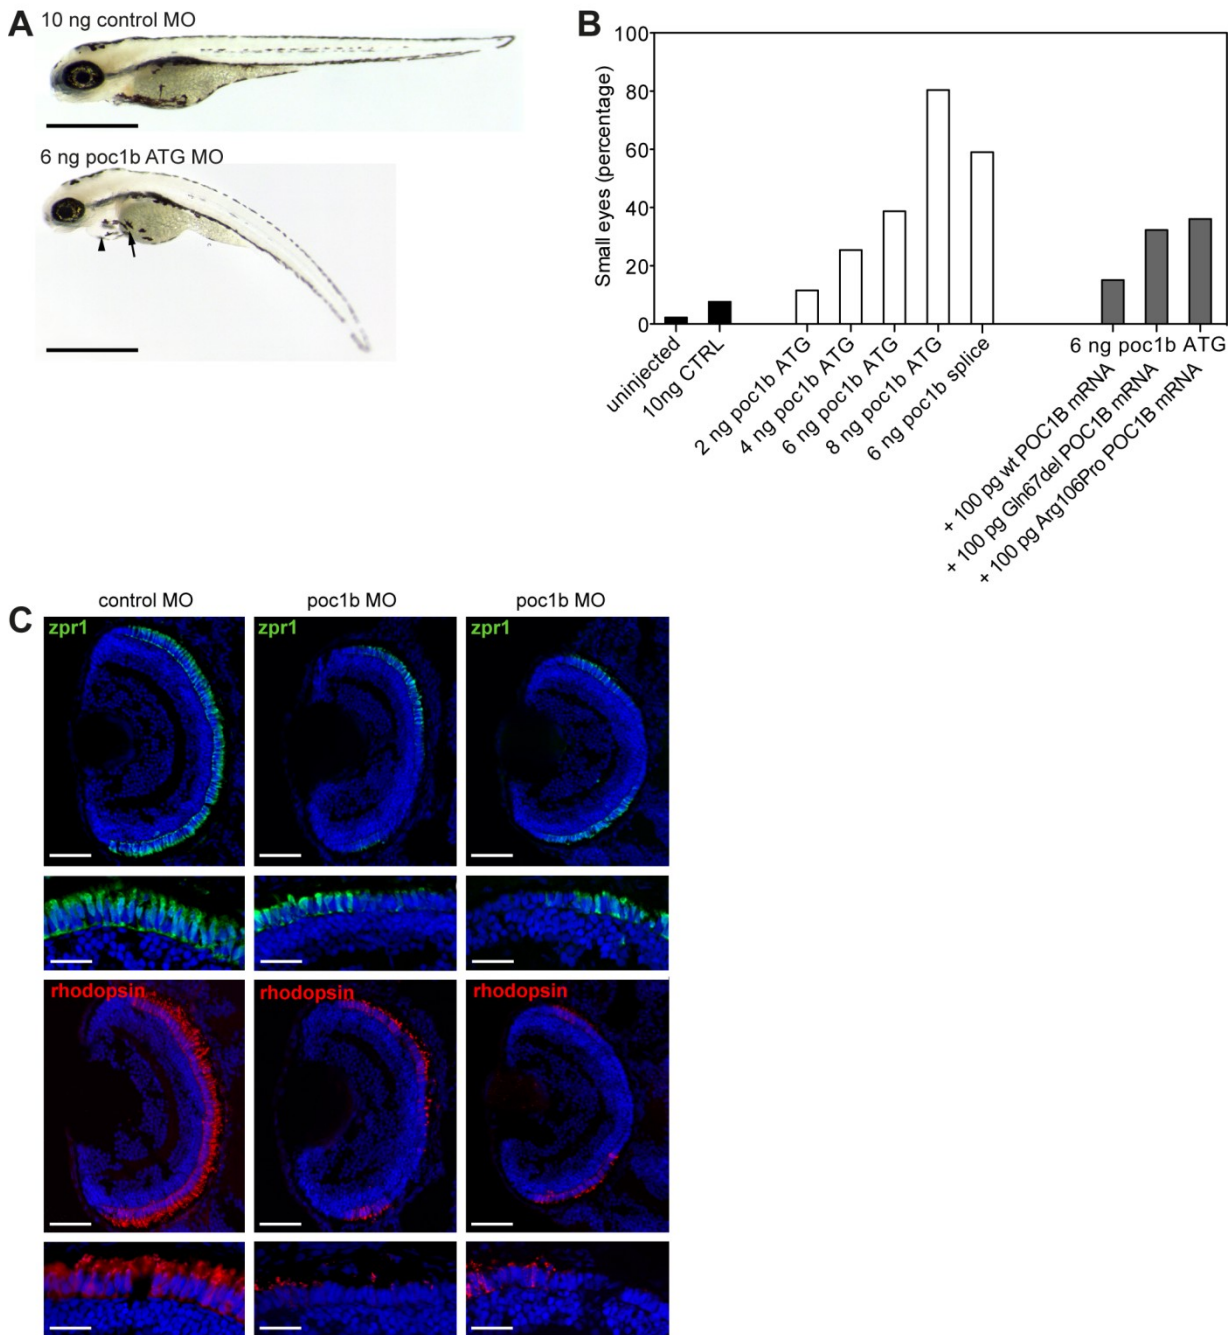 A
10 ng control MO
6 ng poc1b ATG MO
B
100
80
60
40
20
0
Small eyes (percentage)
uninjected
10ng CTRL
2 ng poc1b ATG
4 ng poc1b ATG
6 ng poc1b ATG
8 ng poc1b ATG
6 ng poc1b splice
6 ng poc1b ATG
+ 100 pg wt POC1B mRNA
+ 100 pg Gln67del POC1B mRNA
+ 100 pg Arg106Pro POC1B mRNA
C
control MO
poc1b MO
poc1b MO
zpr1
zpr1
zpr1
rhodopsin
rhodopsin
rhodopsin